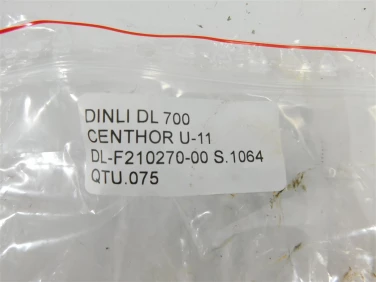 DINLI DL 700
CENTHOR U-11
DL-F210270-00 S.1064
QTU.075